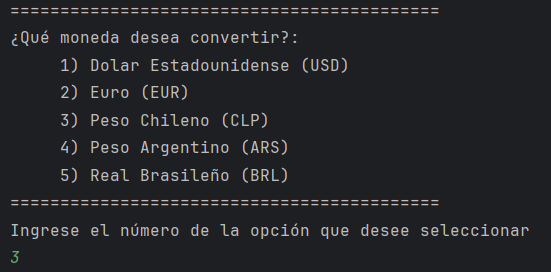 ===========================================
¿Qué moneda desea convertir?:
1) Dolar Estadounidense (USD)
2) Euro (EUR)
3) Peso Chileno (CLP)
4) Peso Argentino (ARS)
5) Real Brasileño (BRL)
===========================================
Ingrese el número de la opción que desee seleccionar
3